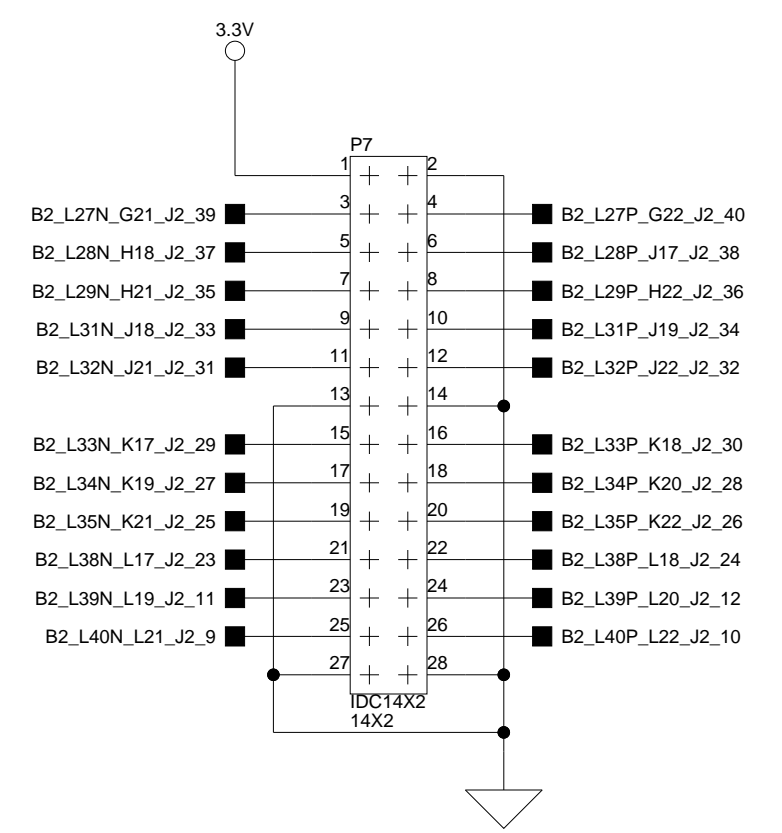 3.3V
P7
1 2
B2_L27N_G21_J2_39 3 4 B2_L27P_G22_J2_40
B2_L28N_H18_J2_37 5 6 B2_L28P_J17_J2_38
B2_L29N_H21_J2_35 7 8 B2_L29P_H22_J2_36
B2_L31N_J18_J2_33 9 10 B2_L31P_J19_J2_34
B2_L32N_J21_J2_31 11 12 B2_L32P_J22_J2_32
13 14
B2_L33N_K17_J2_29 15 16 B2_L33P_K18_J2_30
B2_L34N_K19_J2_27 17 18 B2_L34P_K20_J2_28
B2_L35N_K21_J2_25 19 20 B2_L35P_K22_J2_26
B2_L38N_L17_J2_23 21 22 B2_L38P_L18_J2_24
B2_L39N_L19_J2_11 23 24 B2_L39P_L20_J2_12
B2_L40N_L21_J2_9 25 26 B2_L40P_L22_J2_10
27 28
IDC14X2
14X2